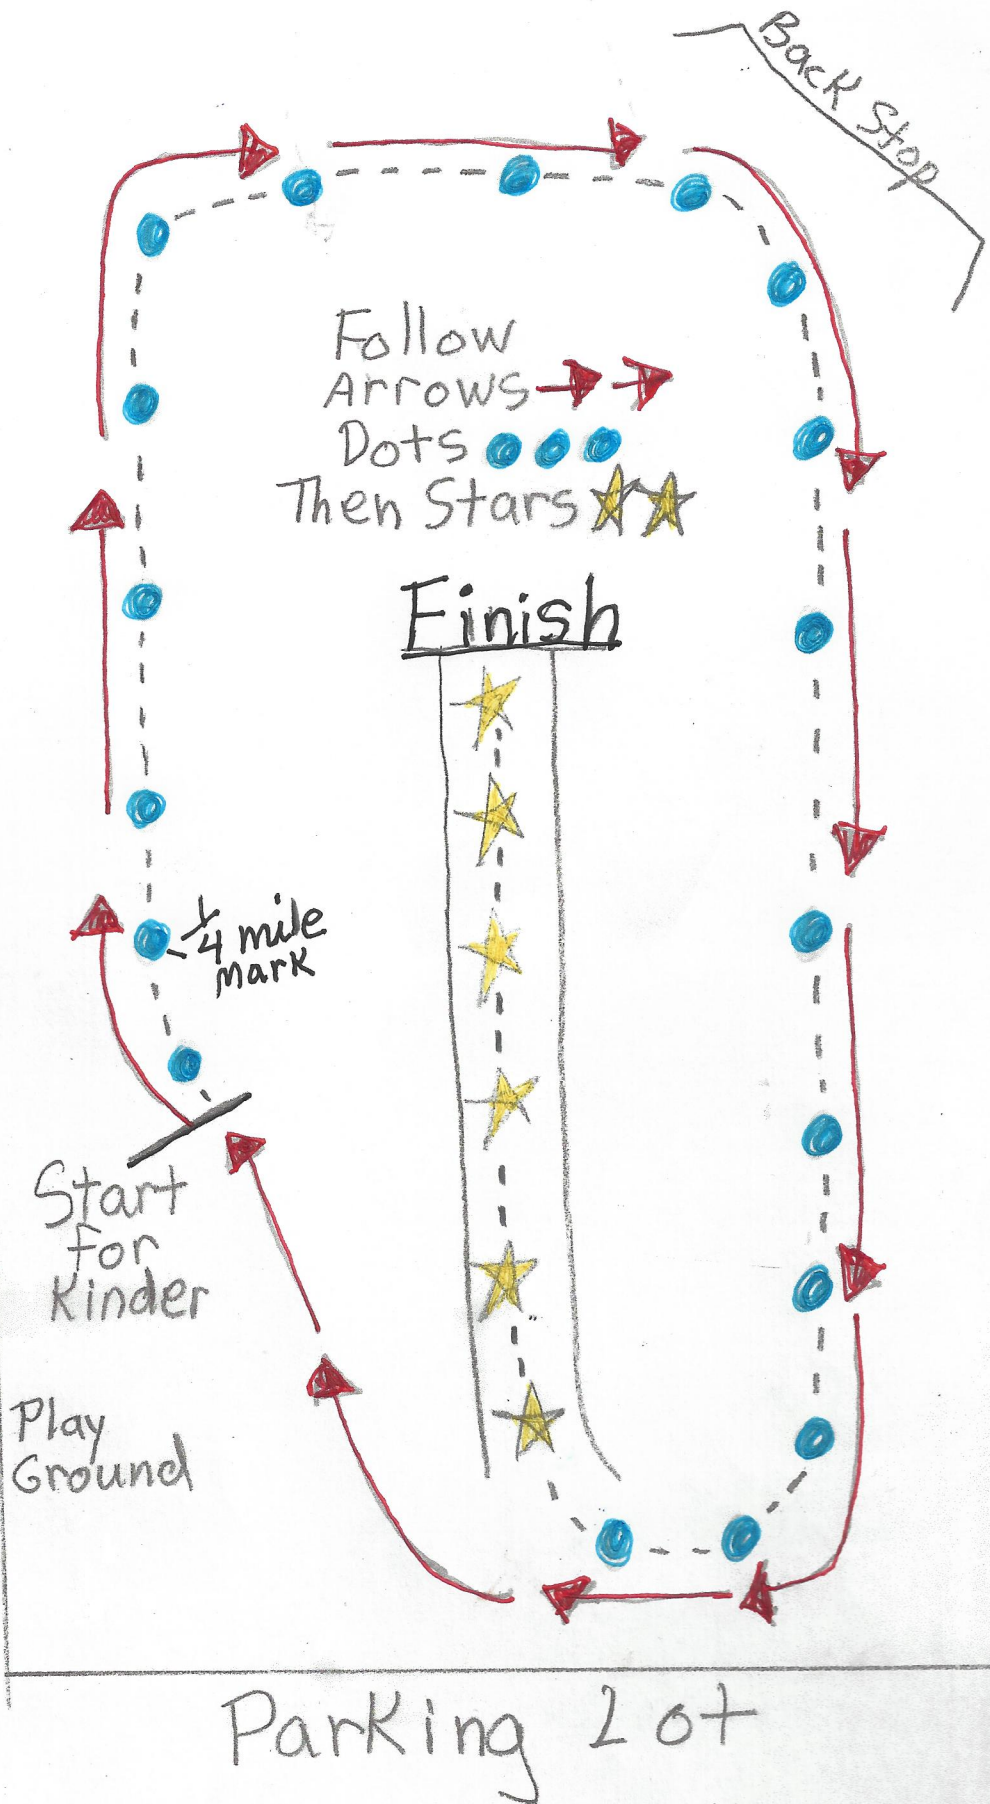 Back Stop
Follow
Arrows
Dots
Then Stars
Finish
1/4 mile
mark
Start
for
Kinder
Play
Ground
Parking Lot